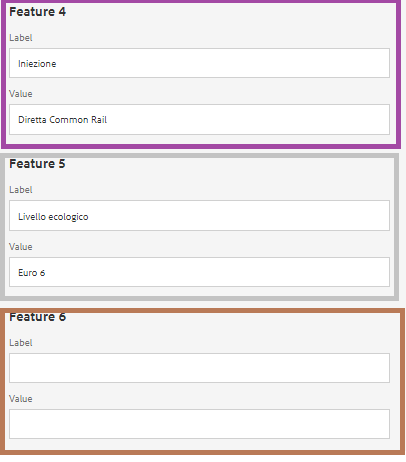 Feature 4
Label
Iniezione
Value
Diretta Common Rail
Feature 5
Label
Livello ecologico
Value
Euro 6
Feature 6
Label
Value